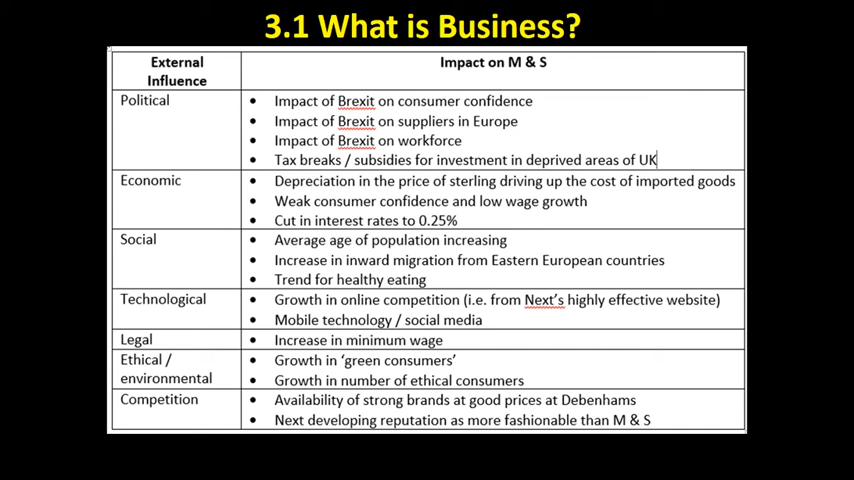 3.1 What is Business?
External
Influence
Impact on M & S
Political
• Impact of Brexit on consumer confidence
• Impact of Brexit on suppliers in Europe
• Impact of Brexit on workforce
• Tax breaks / subsidies for investment in deprived areas of UK
Economic
• Depreciation in the price of sterling driving up the cost of imported goods
• Weak consumer confidence and low wage growth
• Cut in interest rates to 0.25%
Social
• Average age of population increasing
• Increase in inward migration from Eastern European countries
• Trend for healthy eating
Technological
• Growth in online competition (i.e. from Next's highly effective website)
• Mobile technology / social media
Legal
• Increase in minimum wage
Ethical /
environmental
• Growth in ‘green consumers’
• Growth in number of ethical consumers
Competition
• Availability of strong brands at good prices at Debenhams
• Next developing reputation as more fashionable than M & S